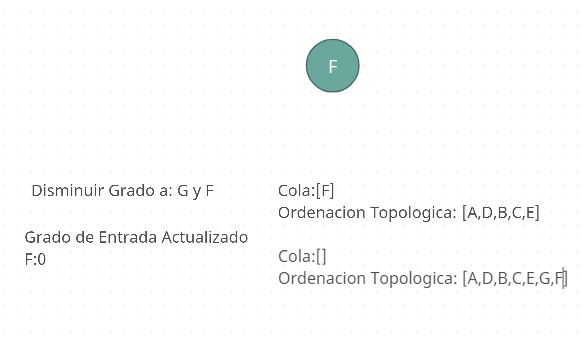 F
Disminuir Grado a: G y F
Grado de Entrada Actualizado
F:0
Cola:[F]
Ordenacion Topologica: [A,D,B,C,E]
Cola:[]
Ordenacion Topologica: [A,D,B,C,E,G,F]